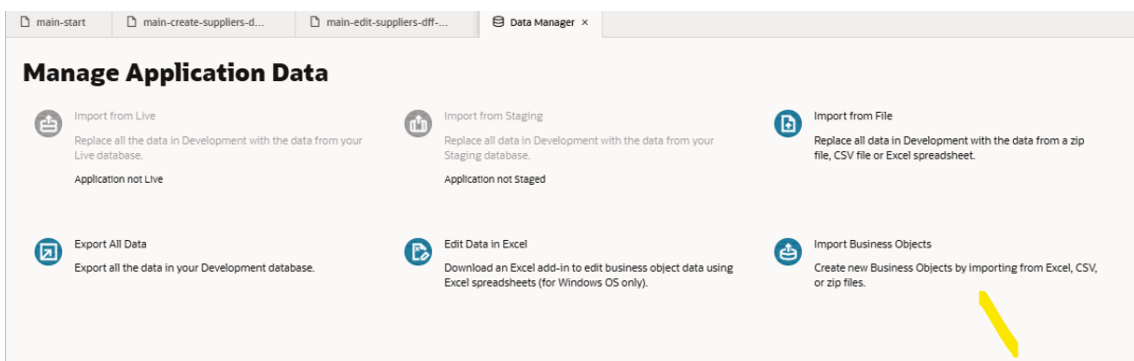 main-start
main-create-suppliers-d...
main-edit-suppliers-dff-...
Data Manager ×
Manage Application Data
Import from Live
Replace all the data in Development with the data from your
Live database.
Application not Live
Import from Staging
Replace all data in Development with the data from your
Staging database.
Application not Staged
Import from File
Replace all data in Development with the data from a zip
file, CSV file or Excel spreadsheet.
Export All Data
Export all the data in your Development database.
Edit Data in Excel
Download an Excel add-in to edit business object data using
Excel spreadsheets (for Windows OS only).
Import Business Objects
Create new Business Objects by importing from Excel, CSV,
or zip files.